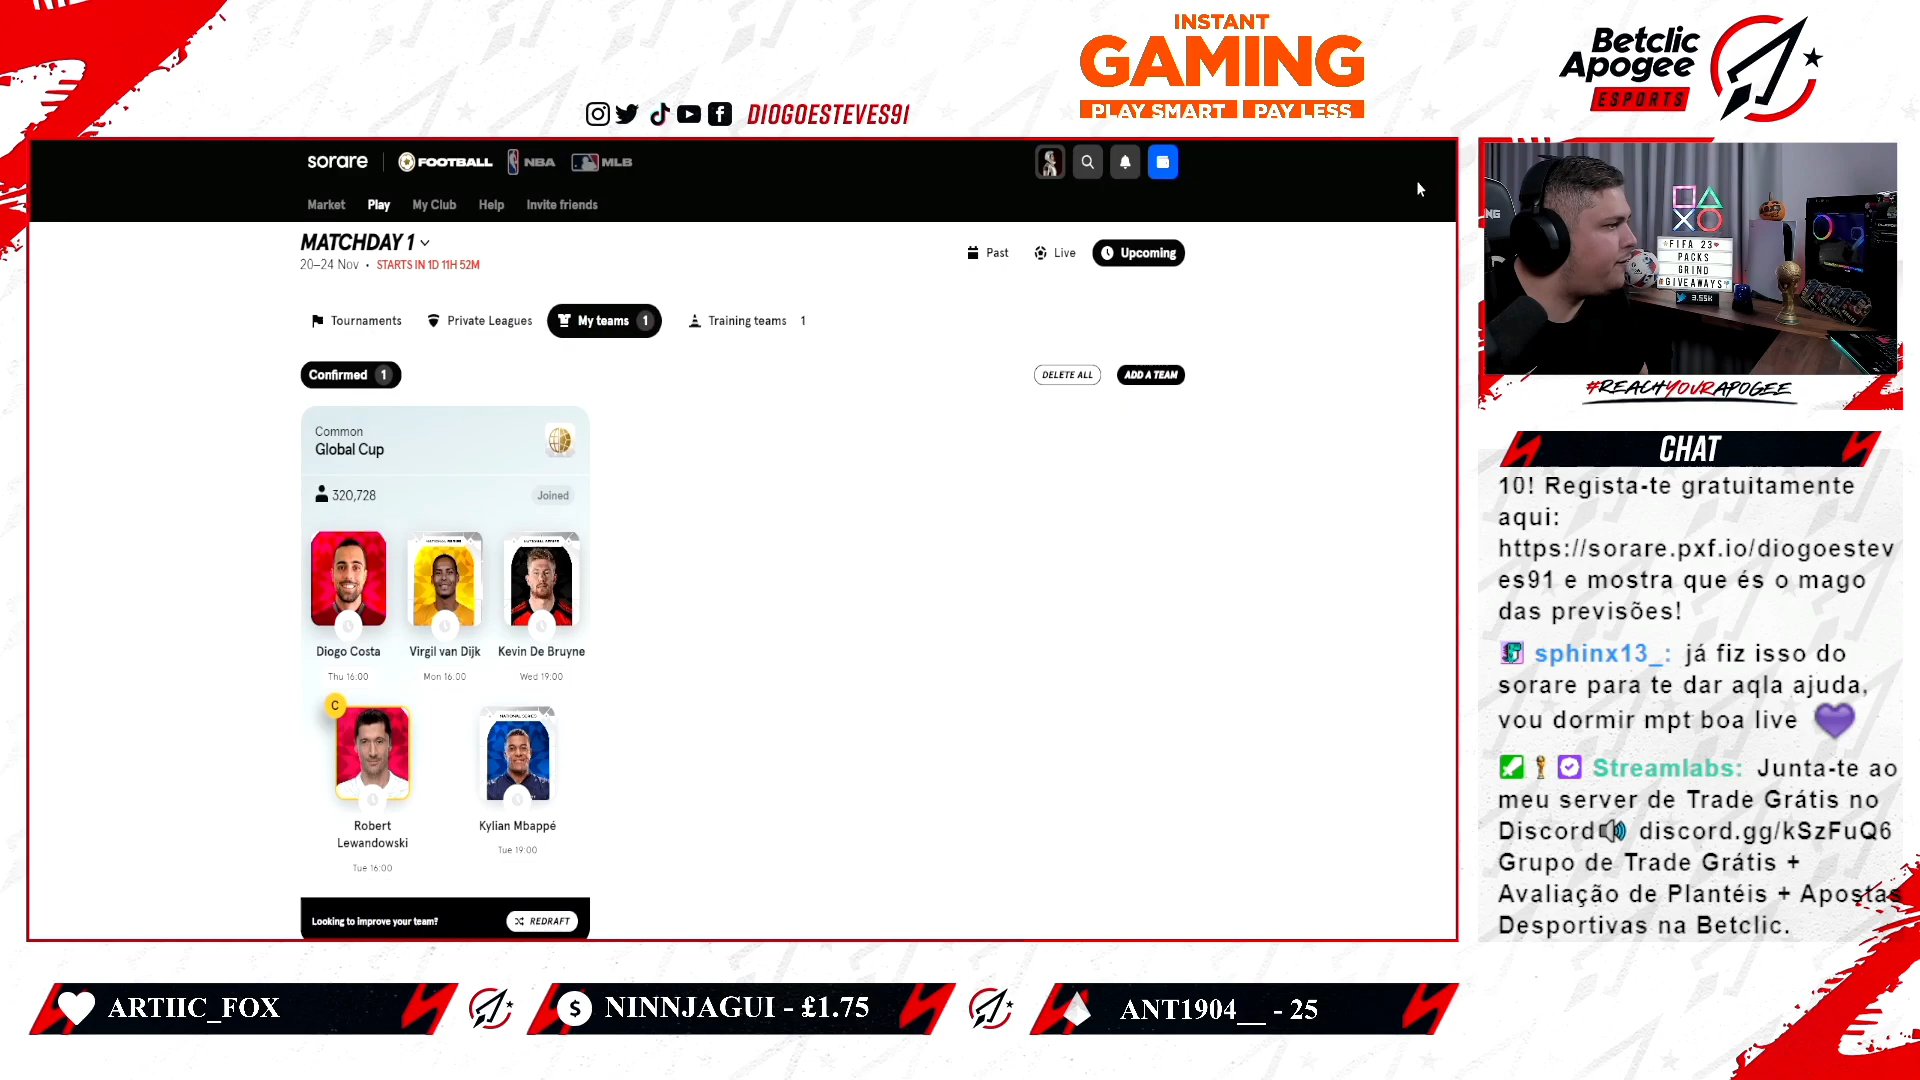 INSTANT
GAMING
PLAY SMART | PAY LESS
Betclic
Apogee
ESPORTS
DIOGOESTEVES91
sorare FOOTBALL NBA MLB
Market Play My Club Help Invite friends
MATCHDAY 1
20–24 Nov • STARTS IN 1D 11H 52M
Past Live Upcoming
Tournaments Private Leagues My teams 1 Training teams 1
Confirmed 1
DELETE ALL ADD A TEAM
Common
Global Cup
320,728 Joined
Diogo Costa Virgil van Dijk Kevin De Bruyne
Thu 16:00 Mon 16:00 Wed 19:00
C
NATIONAL SERIES
Robert
Lewandowski
Kylian Mbappé
Tue 16:00
Tue 19:00
Looking to improve your team? REDRAFT
FIFA 23
PACKS
GRIND
#GIVEAWAYS
3.55K
#REACHYOURAPOGEE
CHAT
10! Regista-te gratuitamente
aqui:
https://sorare.pxf.io/diogoestev
es91 e mostra que és o mago
das previsões!
sphinx13_: já fiz isso do
sorare para te dar aqla ajuda,
vou dormir mpt boa live
Streamlabs: Junta-te ao
meu server de Trade Grátis no
Discord discord.gg/kSzFuQ6
Grupo de Trade Grátis +
Avaliação de Plantéis + Apostas
Desportivas na Betclic.
ARTIIC_FOX
NINNJAGUI - £1.75
ANT1904__ - 25